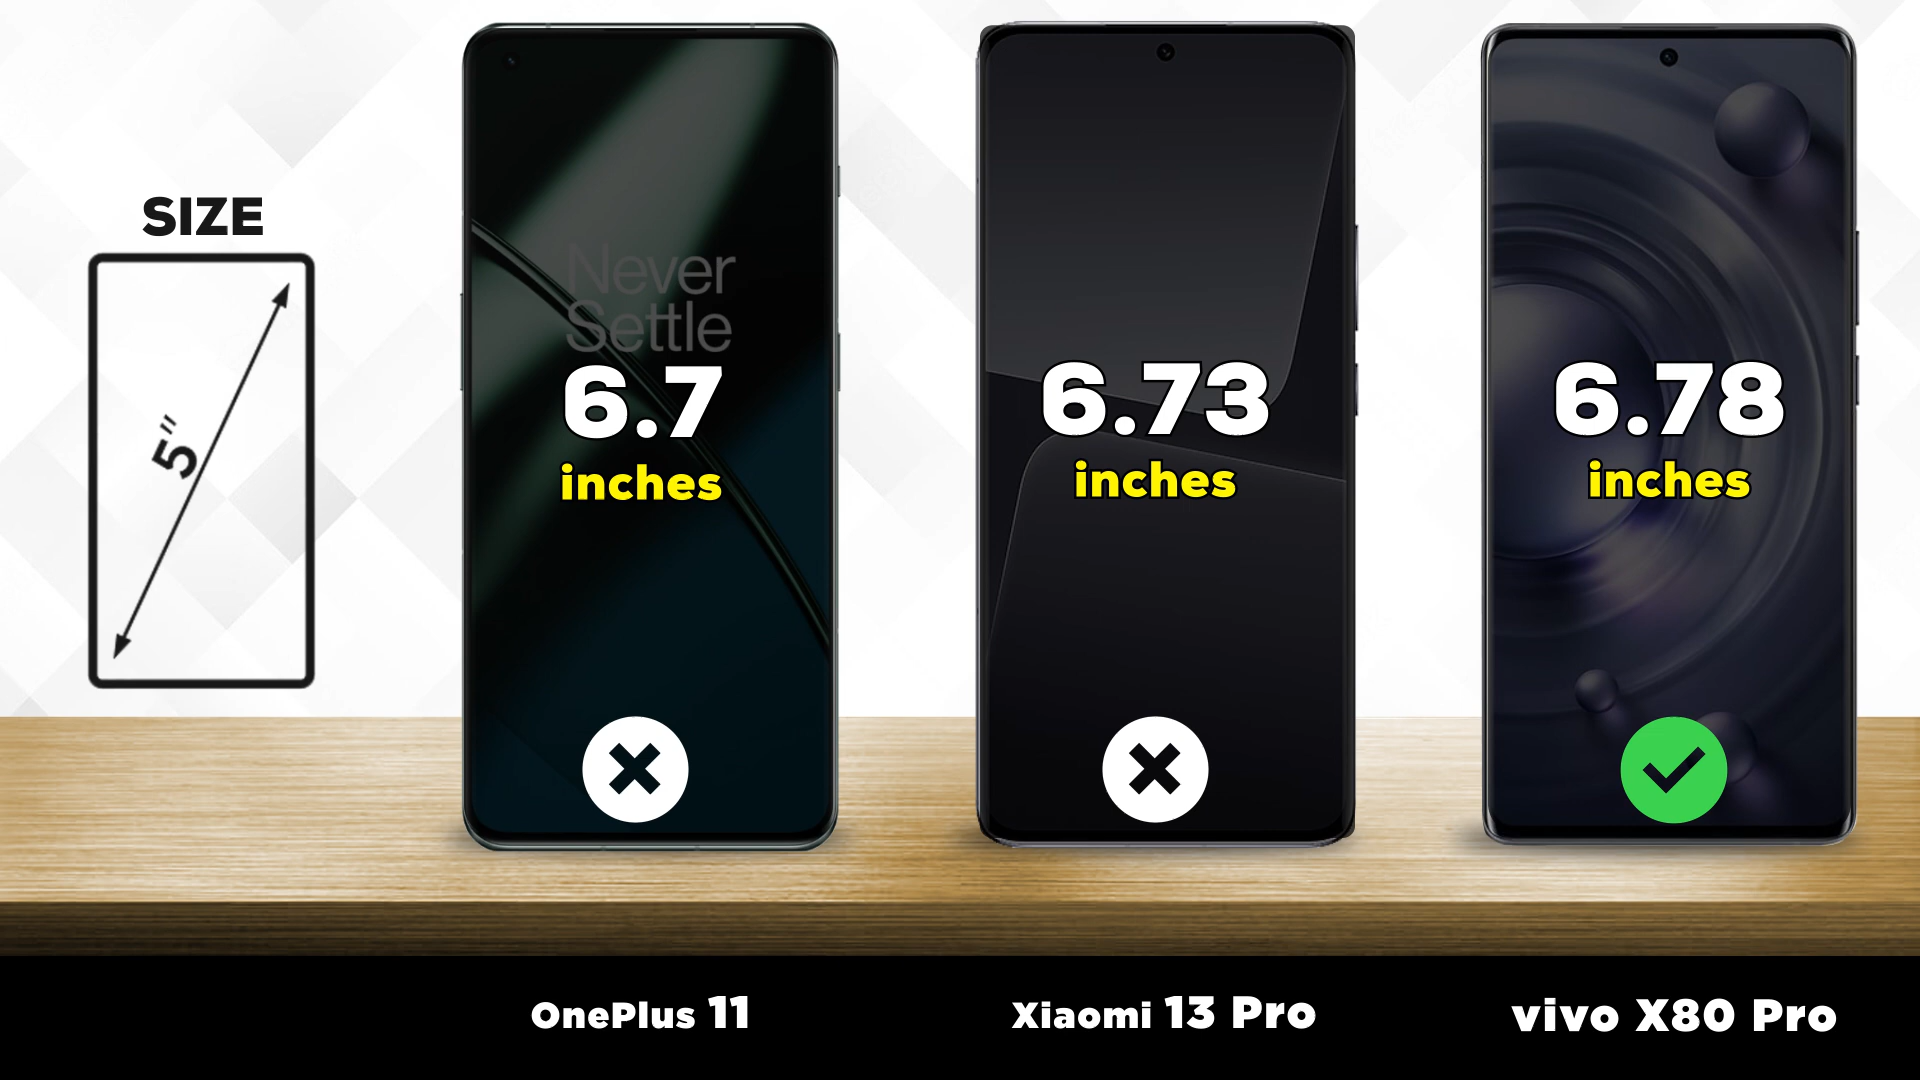 SIZE
5"
Never
Settle
6.7
inches
6.73
inches
6.78
inches
OnePlus 11
Xiaomi 13 Pro
vivo X80 Pro